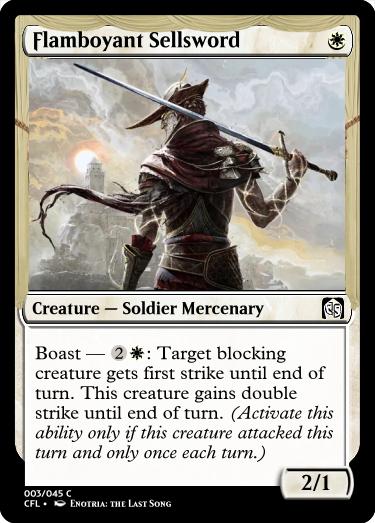 Flamboyant Sellsword
Creature — Soldier Mercenary
Boast — 2: Target blocking
creature gets first strike until end of
turn. This creature gains double
strike until end of turn. (Activate this
ability only if this creature attacked this
turn and only once each turn.)
2/1
003/045 C
CFL • Enotria: the Last Song